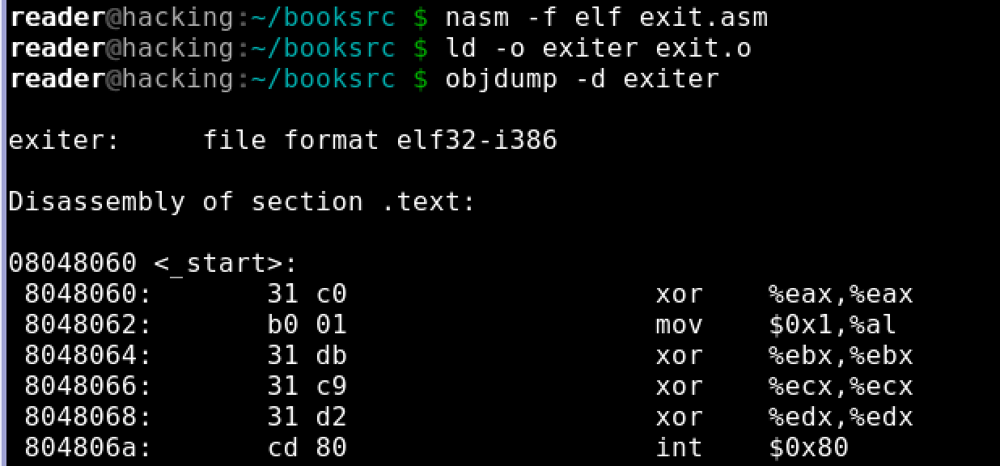 reader@hacking:~/booksrc $ nasm -f elf exit.asm
reader@hacking:~/booksrc $ ld -o exiter exit.o
reader@hacking:~/booksrc $ objdump -d exiter
exiter:     file format elf32-i386
Disassembly of section .text:
08048060 <_start>:
 8048060:       31 c0                   xor    %eax,%eax
 8048062:       b0 01                   mov    $0x1,%al
 8048064:       31 db                   xor    %ebx,%ebx
 8048066:       31 c9                   xor    %ecx,%ecx
 8048068:       31 d2                   xor    %edx,%edx
 804806a:       cd 80                   int    $0x80